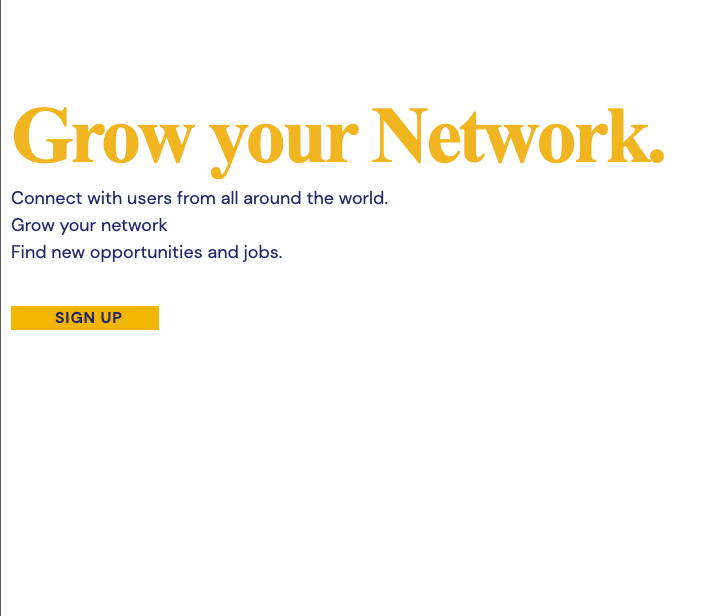 Grow your Network.
Connect with users from all around the world.
Grow your network
Find new opportunities and jobs.
SIGN UP